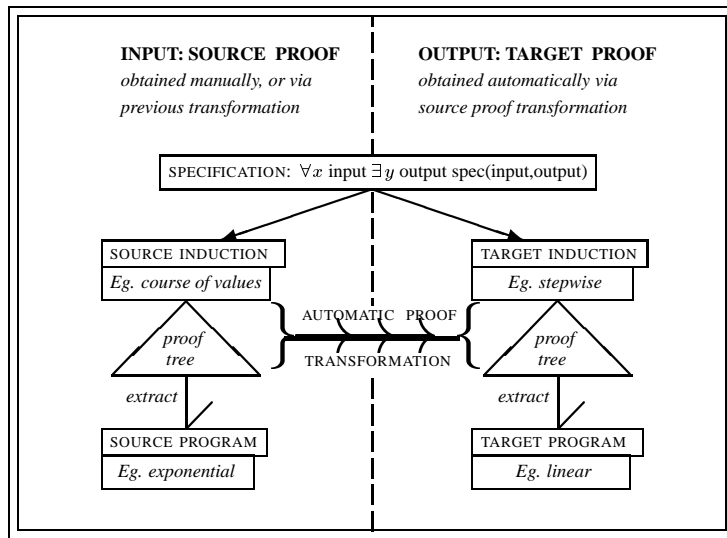 INPUT: SOURCE PROOF
obtained manually, or via
previous transformation
OUTPUT: TARGET PROOF
obtained automatically via
source proof transformation
SPECIFICATION: ∀x input ∃y output spec(input,output)
SOURCE INDUCTION
Eg. course of values
TARGET INDUCTION
Eg. stepwise
AUTOMATIC PROOF
TRANSFORMATION
proof
tree
proof
tree
extract
extract
SOURCE PROGRAM
Eg. exponential
TARGET PROGRAM
Eg. linear